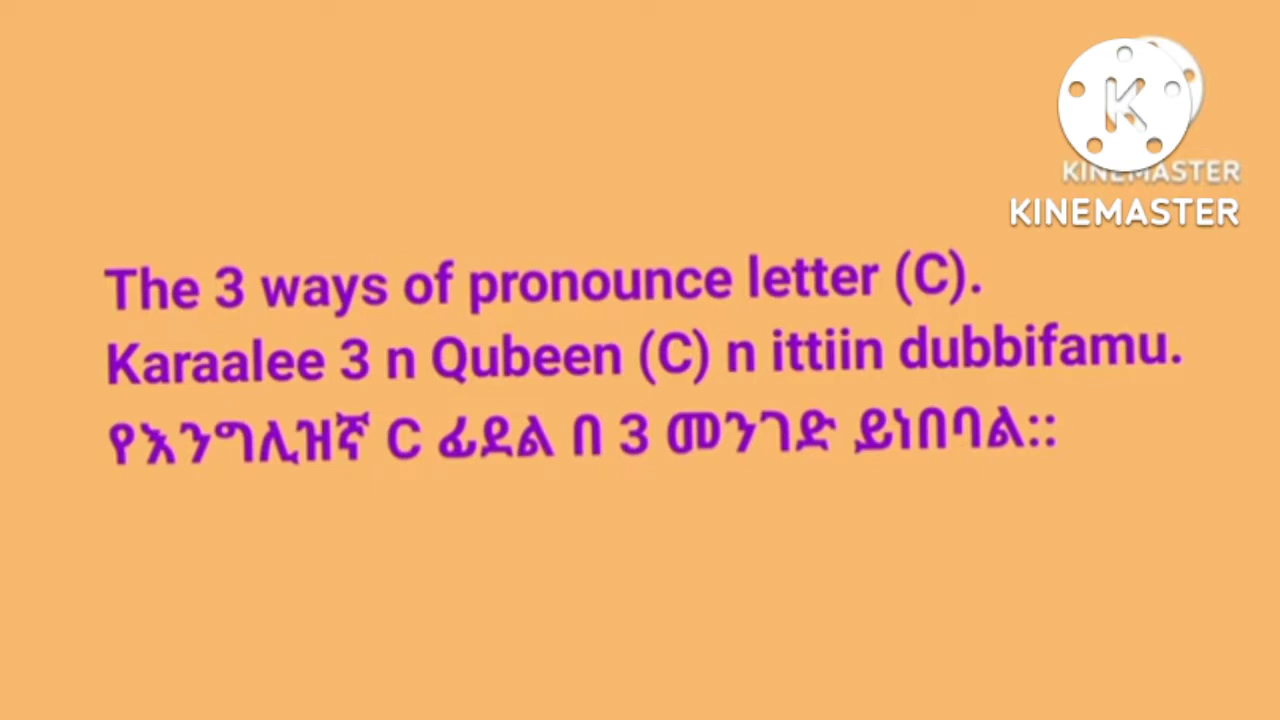 KINEMASTER
KINEMASTER
The 3 ways of pronounce letter (C).
Karaalee 3 n Qubeen (C) n ittiin dubbifamu.
የእንግሊዝኛ C ፊደል በ 3 መንገድ ይነበባል::